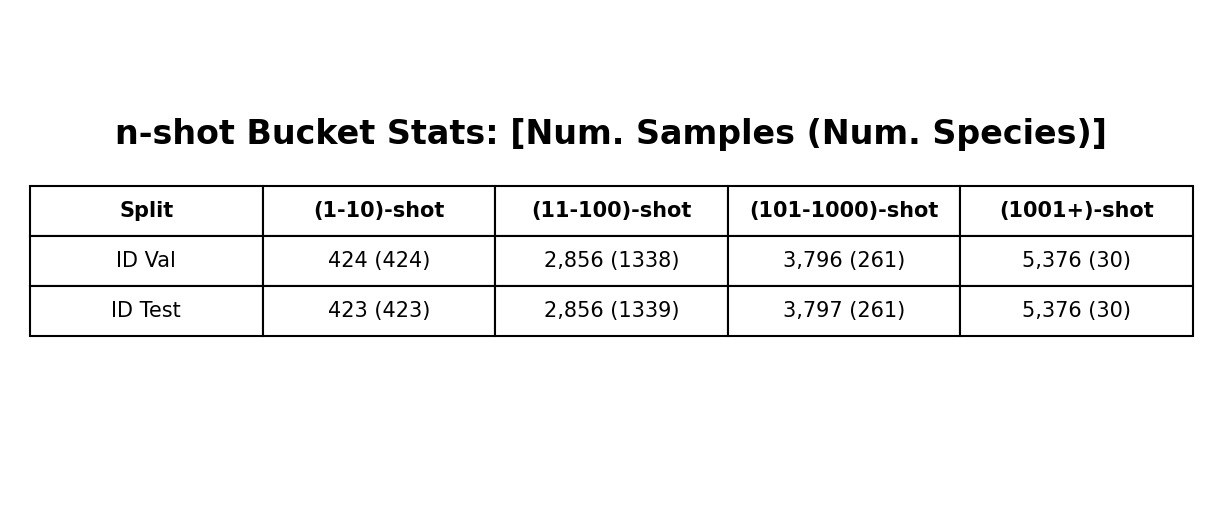 n-shot Bucket Stats: [Num. Samples (Num. Species)]
Split (1-10)-shot (11-100)-shot (101-1000)-shot (1001+)-shot
ID Val 424 (424) 2,856 (1338) 3,796 (261) 5,376 (30)
ID Test 423 (423) 2,856 (1339) 3,797 (261) 5,376 (30)